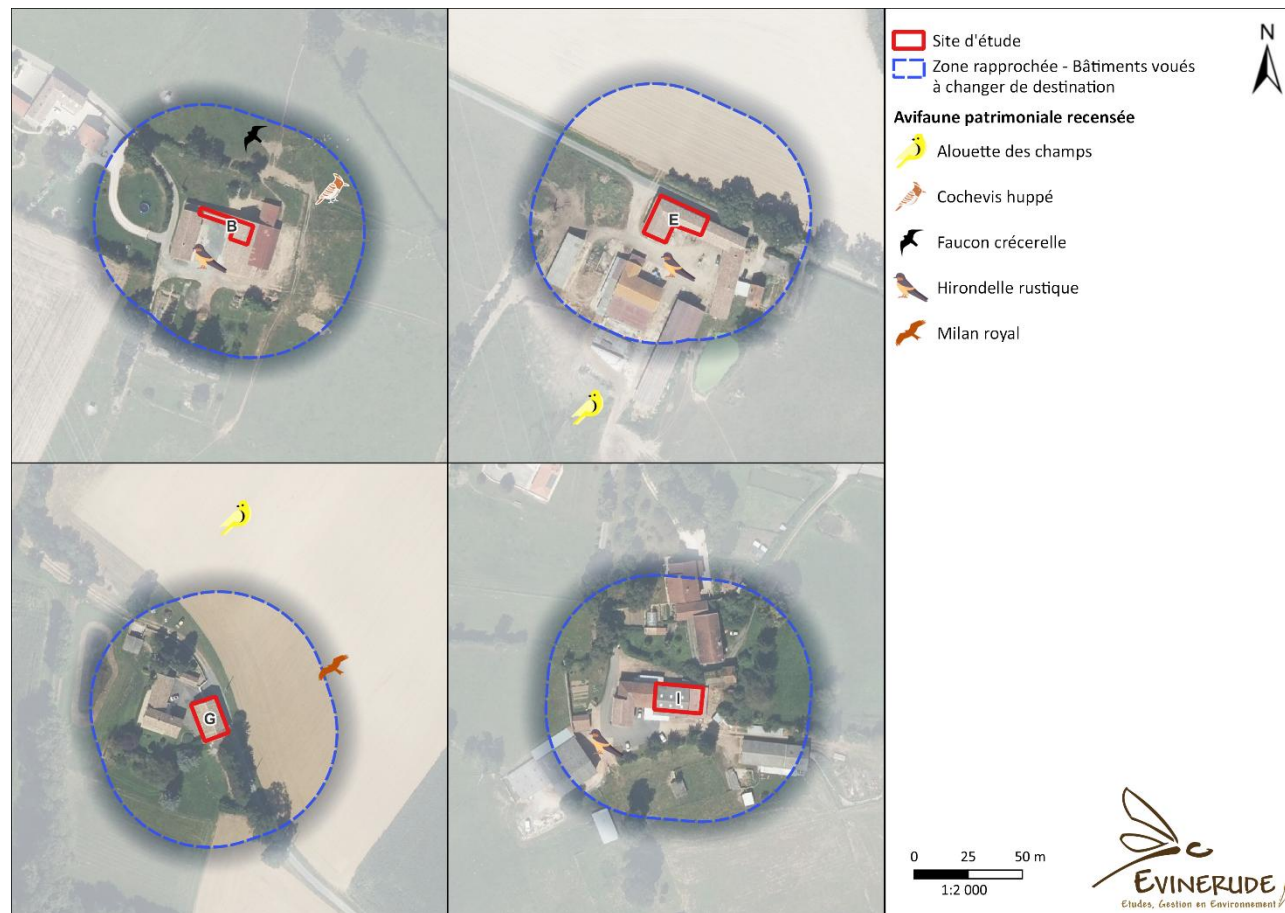 B
E
G
I
Site d'étude
Zone rapprochée - Bâtiments voués
à changer de destination
Avifaune patrimoniale recensée
Alouette des champs
Cochevis huppé
Faucon crécerelle
Hirondelle rustique
Milan royal
N
0 25 50 m
1:2 000
EVINERUDE
Etudes, Gestion en Environnement